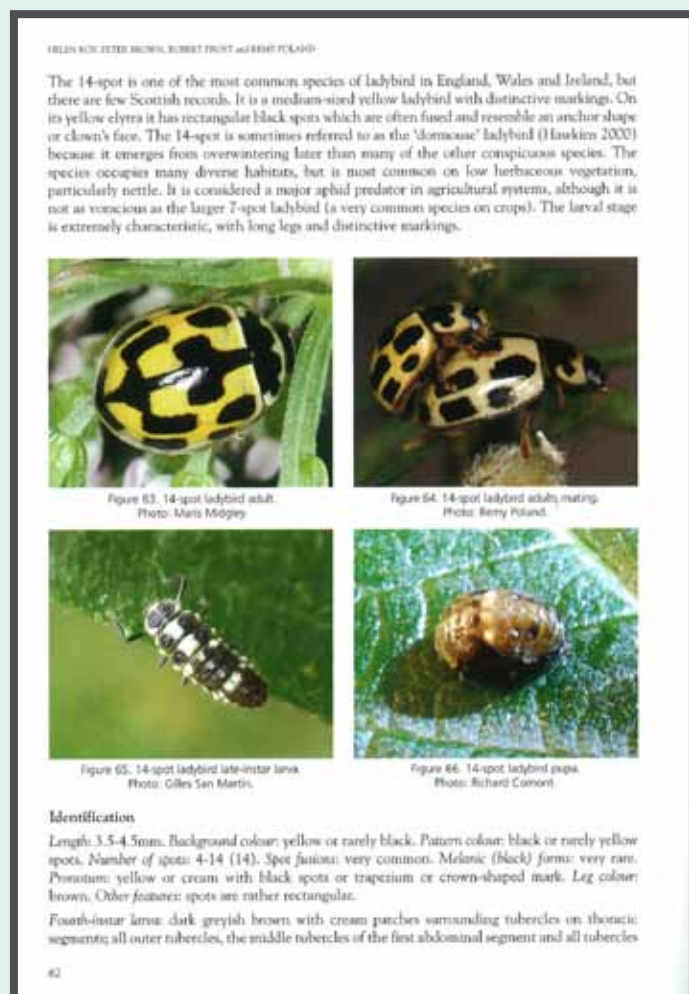 HELEN ROY, PETER BROWN, ROBERT FROST and REMY POLAND
The 14-spot is one of the most common species of ladybird in England, Wales and Ireland, but
there are few Scottish records. It is a medium-sized yellow ladybird with distinctive markings. On
its yellow elytra it has rectangular black spots which are often fused and resemble an anchor shape
or clown's face. The 14-spot is sometimes referred to as the 'dormouse' ladybird (Hawkins 2000)
because it emerges from overwintering later than many of the other conspicuous species. The
species occupies many diverse habitats, but is most common on low herbaceous vegetation,
particularly nettle. It is considered a major aphid predator in agricultural systems, although it is
not as voracious as the larger 7-spot ladybird (a very common species on crops). The larval stage
is extremely characteristic, with long legs and distinctive markings.
Figure 63. 14-spot ladybird adult.
Photo: Maris Midgley
Figure 64. 14-spot ladybird adults mating.
Photo: Remy Poland.
Figure 65. 14-spot ladybird late-instar larva.
Photo: Gilles San Martin.
Figure 66. 14-spot ladybird pupa.
Photo: Richard Comont
Identification
Length: 3.5-4.5mm. Background colour: yellow or rarely black. Pattern colour: black or rarely yellow
spots. Number of spots: 4-14 (14). Spot fusions: very common. Melanic (black) forms: very rare.
Pronotum: yellow or cream with black spots or trapezium or crown-shaped mark. Leg colour:
brown. Other features: spots are rather rectangular.
Fourth-instar larva: dark greyish brown with cream patches surrounding tubercles on thoracic
segments; all outer tubercles, the middle tubercles of the first abdominal segment and all tubercles
62